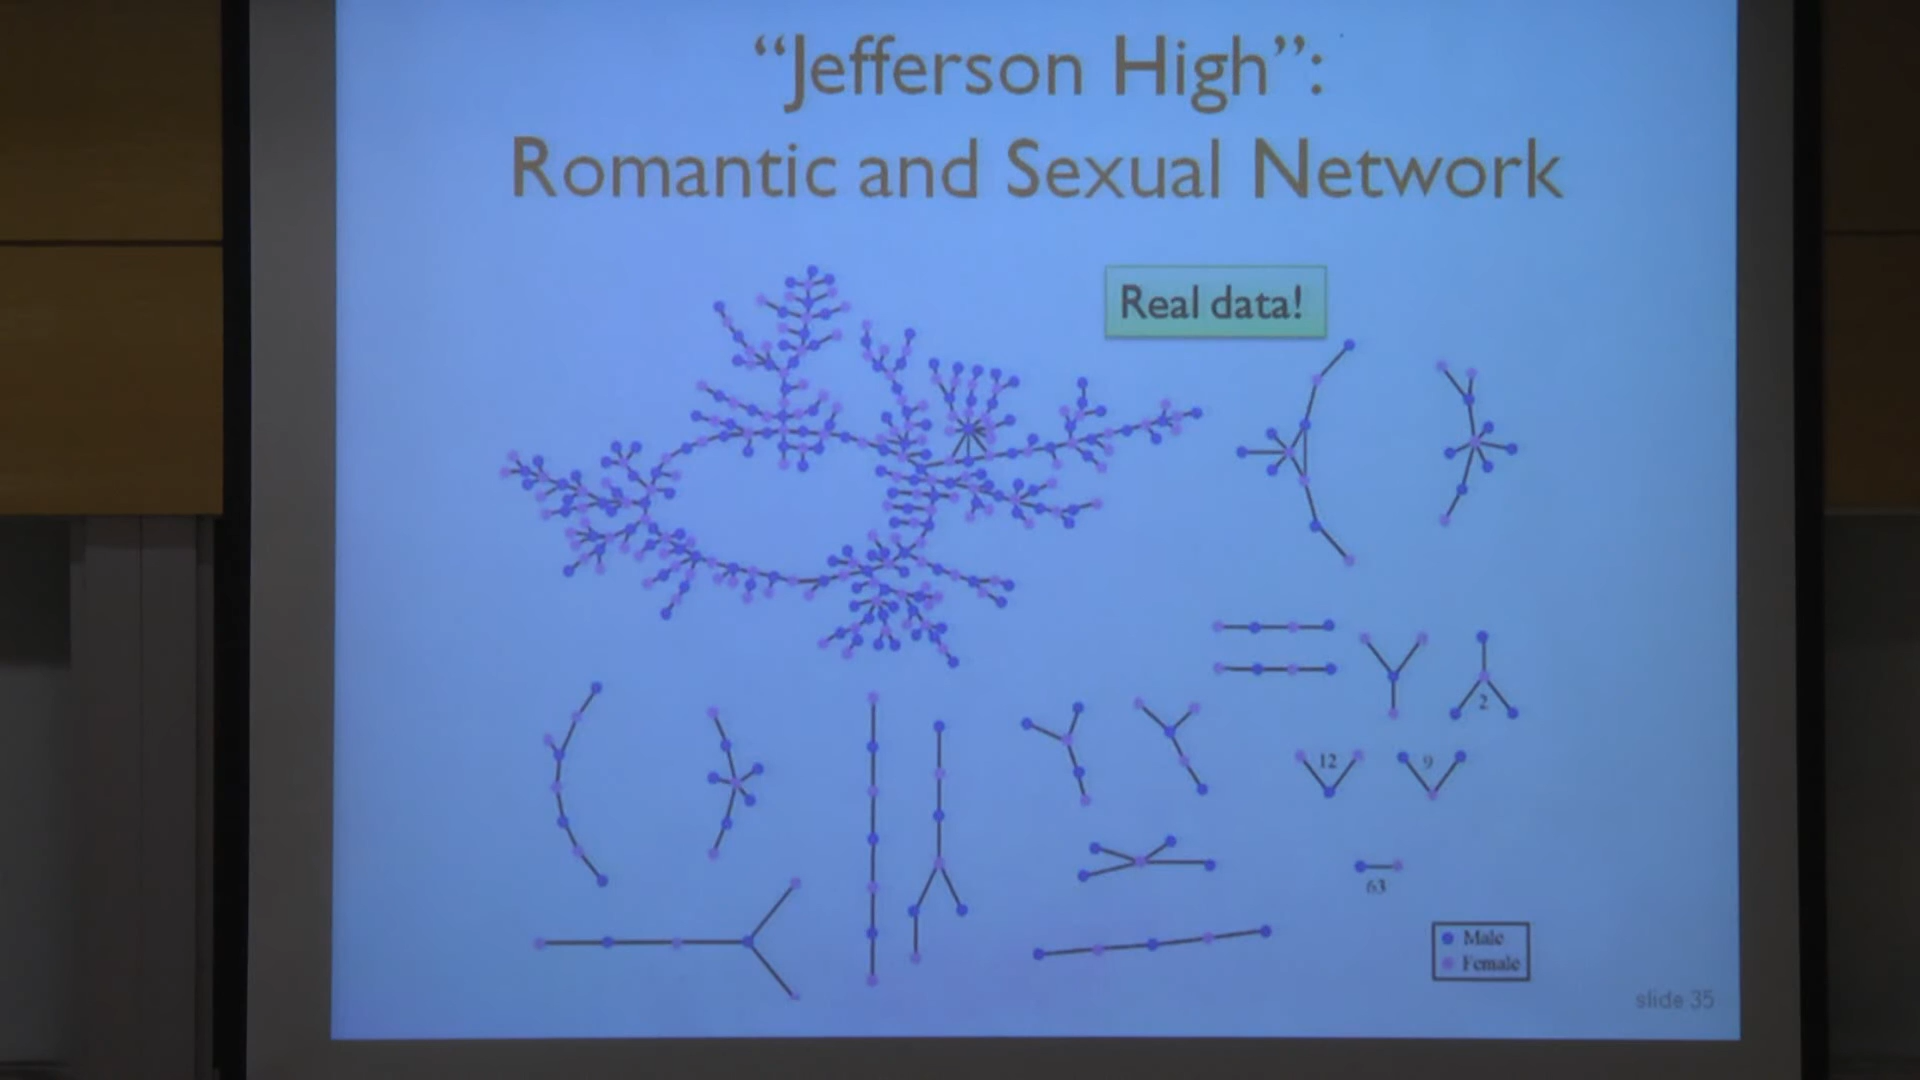 “Jefferson High”:
Romantic and Sexual Network
Real data!
2
12
9
63
Male
Female
slide 35